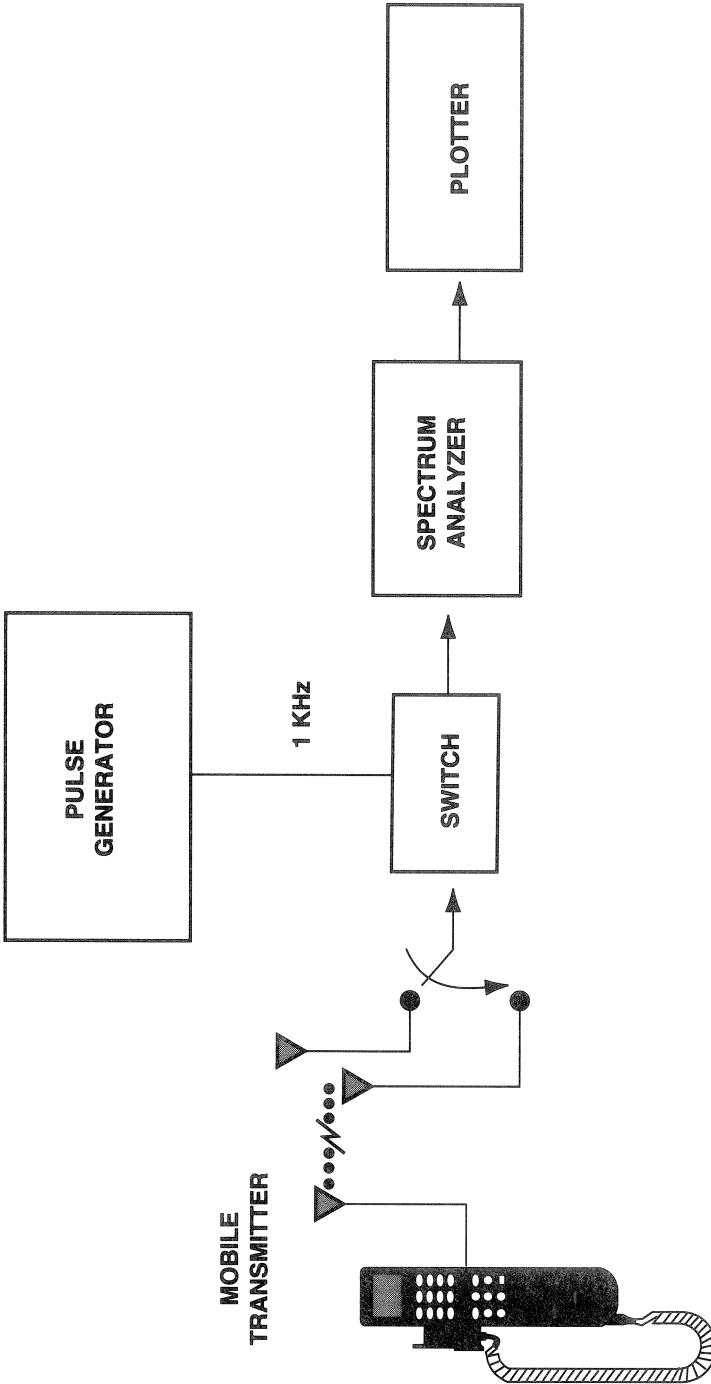 MOBILE
TRANSMITTER
PULSE
GENERATOR
1 KHz
SWITCH
SPECTRUM
ANALYZER
PLOTTER